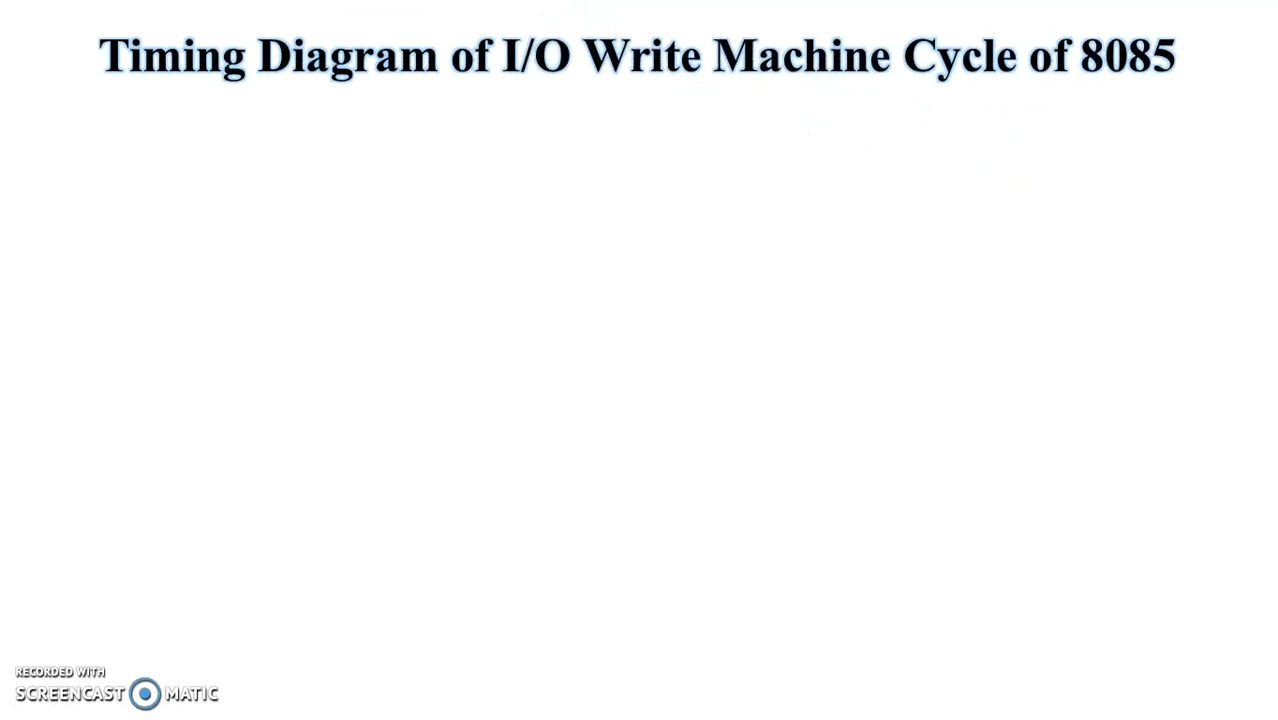 Timing Diagram of I/O Write Machine Cycle of 8085
RECORDED WITH
SCREENCAST MATIC